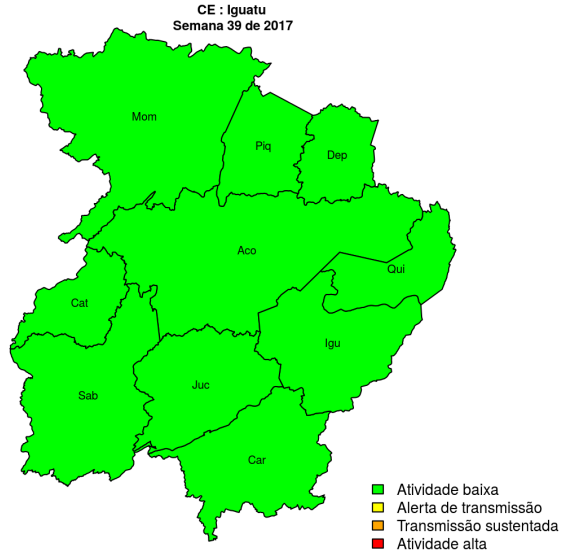 CE : Iguatu
Semana 39 de 2017
Mom
Piq
Dep
Aco
Qui
Cat
Igu
Juc
Sab
Car
Atividade baixa
Alerta de transmissão
Transmissão sustentada
Atividade alta